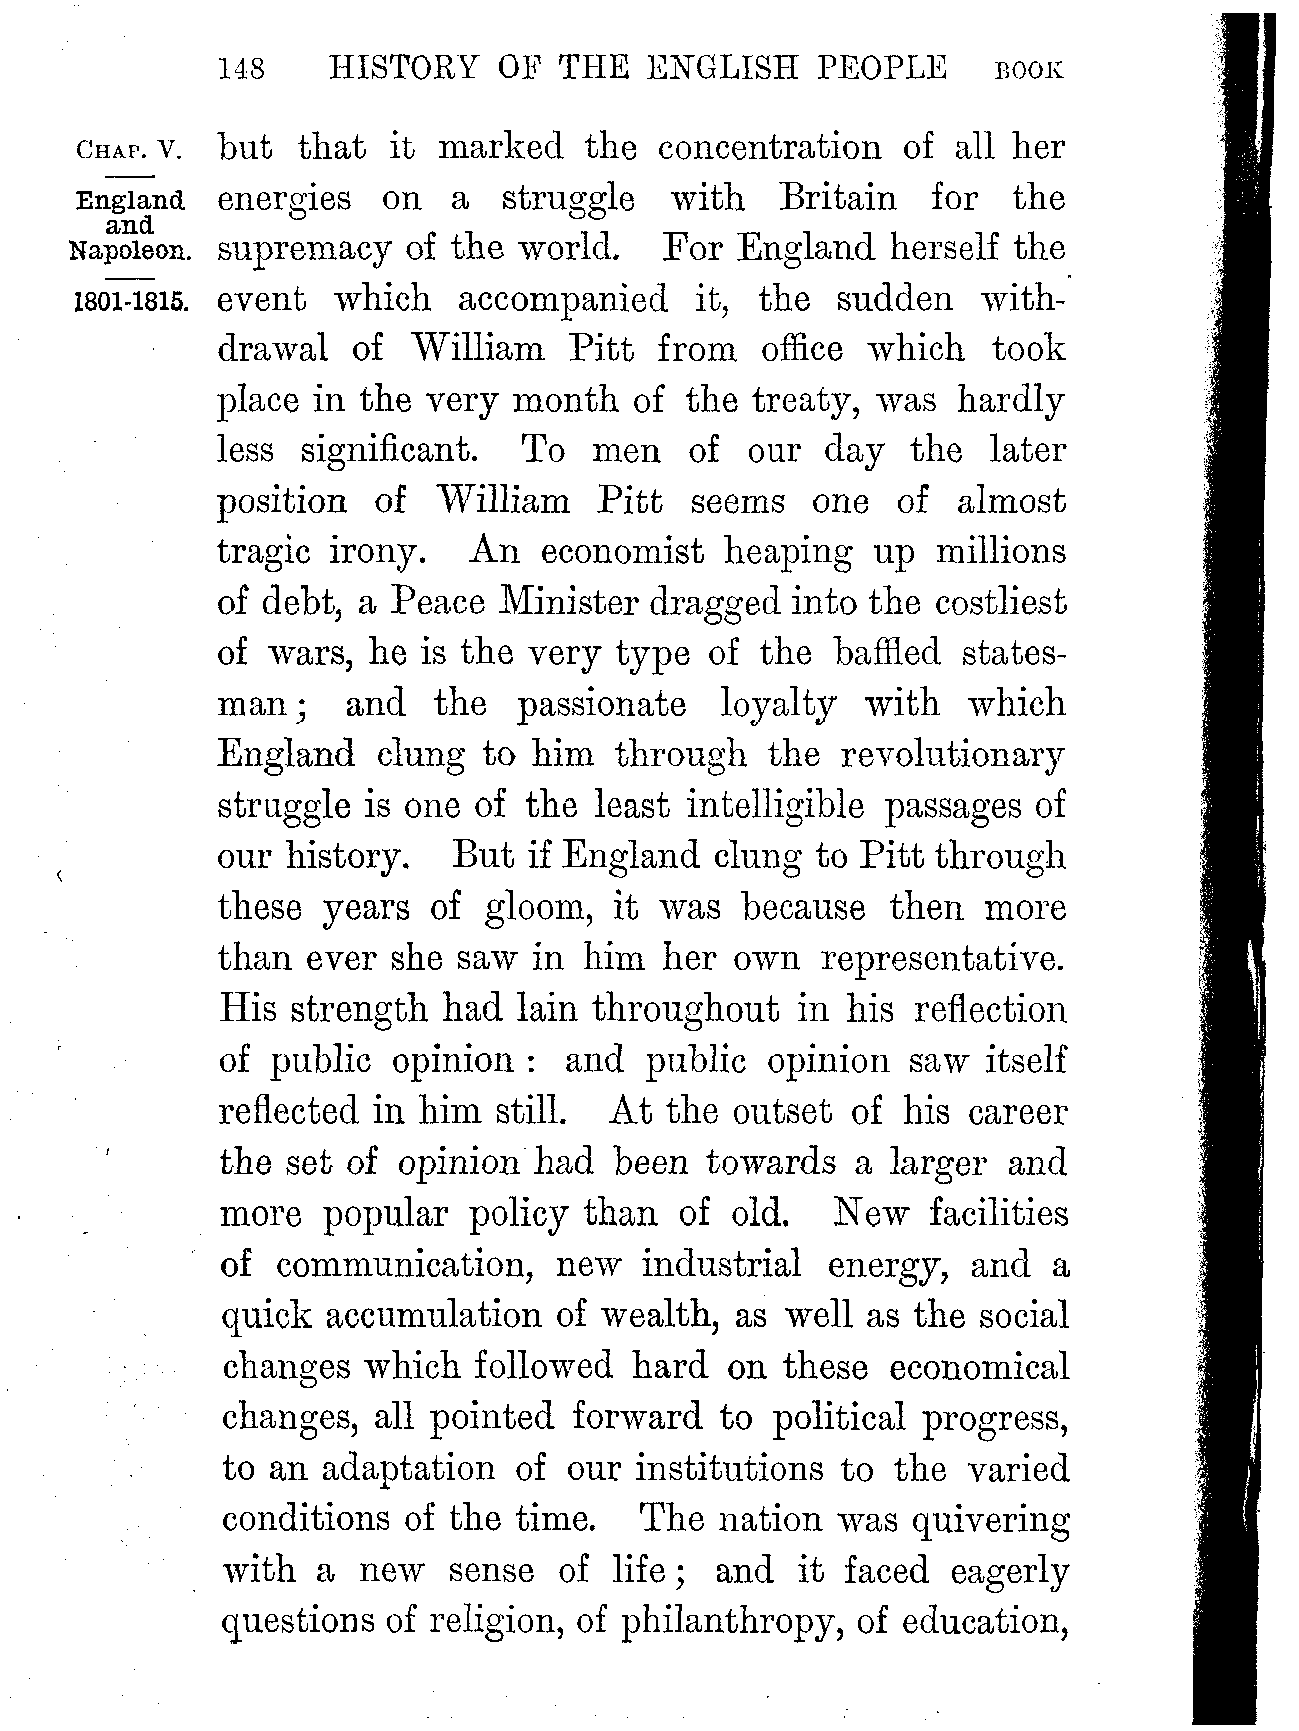 148 HISTORY OF THE ENGLISH PEOPLE BOOK
CHAP. V.
England
and
Napoleon.
1801-1815.
but that it marked the concentration of all her
energies on a struggle with Britain for the
supremacy of the world. For England herself the
event which accompanied it, the sudden with-
drawal of William Pitt from office which took
place in the very month of the treaty, was hardly
less significant. To men of our day the later
position of William Pitt seems one of almost
tragic irony. An economist heaping up millions
of debt, a Peace Minister dragged into the costliest
of wars, he is the very type of the baffled states-
man; and the passionate loyalty with which
England clung to him through the revolutionary
struggle is one of the least intelligible passages of
our history. But if England clung to Pitt through
these years of gloom, it was because then more
than ever she saw in him her own representative.
His strength had lain throughout in his reflection
of public opinion: and public opinion saw itself
reflected in him still. At the outset of his career
the set of opinion had been towards a larger and
more popular policy than of old. New facilities
of communication, new industrial energy, and a
quick accumulation of wealth, as well as the social
changes which followed hard on these economical
changes, all pointed forward to political progress,
to an adaptation of our institutions to the varied
conditions of the time. The nation was quivering
with a new sense of life; and it faced eagerly
questions of religion, of philanthropy, of education,